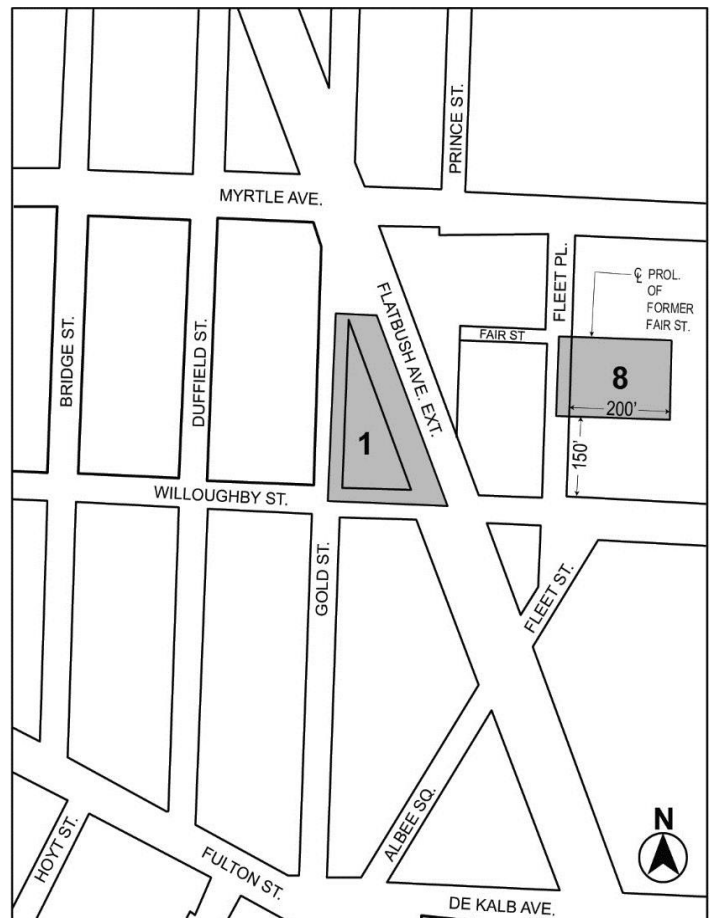 PRINCE ST.
MYRTLE AVE.
FLEET PL.
℄ PROL.
OF
FORMER
FAIR ST.
FLATBUSH AVE. EXT.
FAIR ST
BRIDGE ST.
DUFFIELD ST.
8
200'
150'
1
WILLOUGHBY ST.
GOLD ST.
FLEET ST.
ALBEE SQ.
HOYT ST.
FULTON ST.
DE KALB AVE.
N